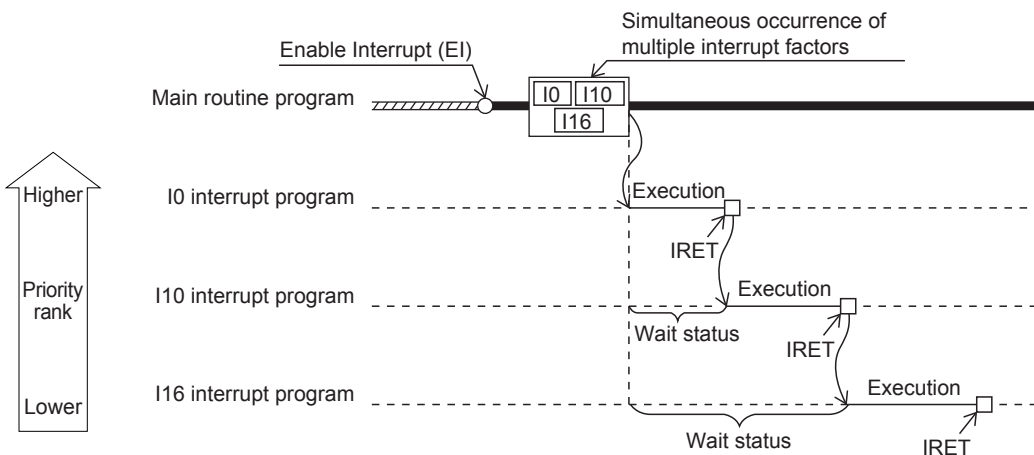 Simultaneous occurrence of
multiple interrupt factors
Enable Interrupt (EI)
Main routine program
I0
I10
I16
Higher
I0 interrupt program
Execution
IRET
Priority
rank
I10 interrupt program
Execution
Wait status
IRET
Lower
I16 interrupt program
Execution
Wait status
IRET